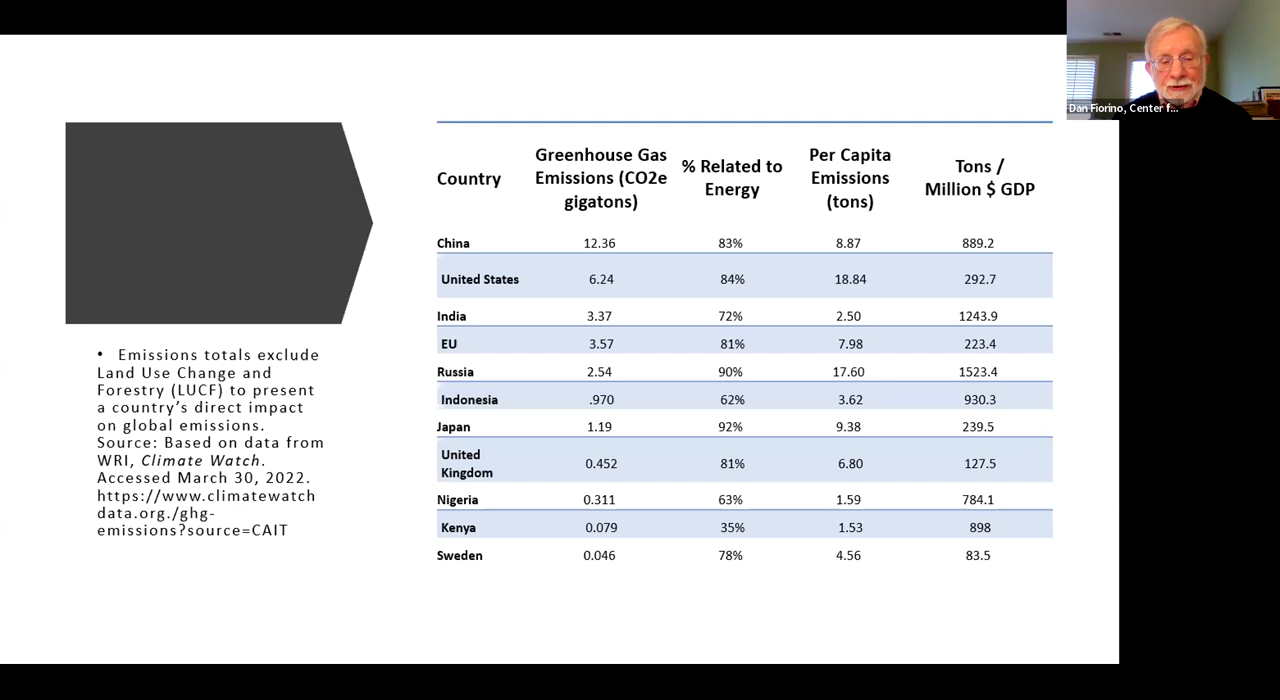 Dan Fiorino, Center f...
Country
Greenhouse Gas
Emissions (CO2e
gigatons)
% Related to
Energy
Per Capita
Emissions
(tons)
Tons /
Million $ GDP
China 12.36 83% 8.87 889.2
United States 6.24 84% 18.84 292.7
India 3.37 72% 2.50 1243.9
EU 3.57 81% 7.98 223.4
Russia 2.54 90% 17.60 1523.4
Indonesia .970 62% 3.62 930.3
Japan 1.19 92% 9.38 239.5
United
Kingdom 0.452 81% 6.80 127.5
Nigeria 0.311 63% 1.59 784.1
Kenya 0.079 35% 1.53 898
Sweden 0.046 78% 4.56 83.5
• Emissions totals exclude
Land Use Change and
Forestry (LUCF) to present
a country’s direct impact
on global emissions.
Source: Based on data from
WRI, Climate Watch.
Accessed March 30, 2022.
https://www.climatewatch
data.org./ghg-
emissions?source=CAIT